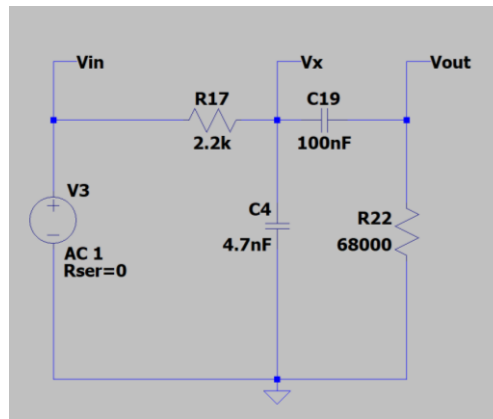 Vin
Vx
Vout
R17
C19
2.2k
100nF
V3
C4
R22
4.7nF
68000
AC 1
Rser=0